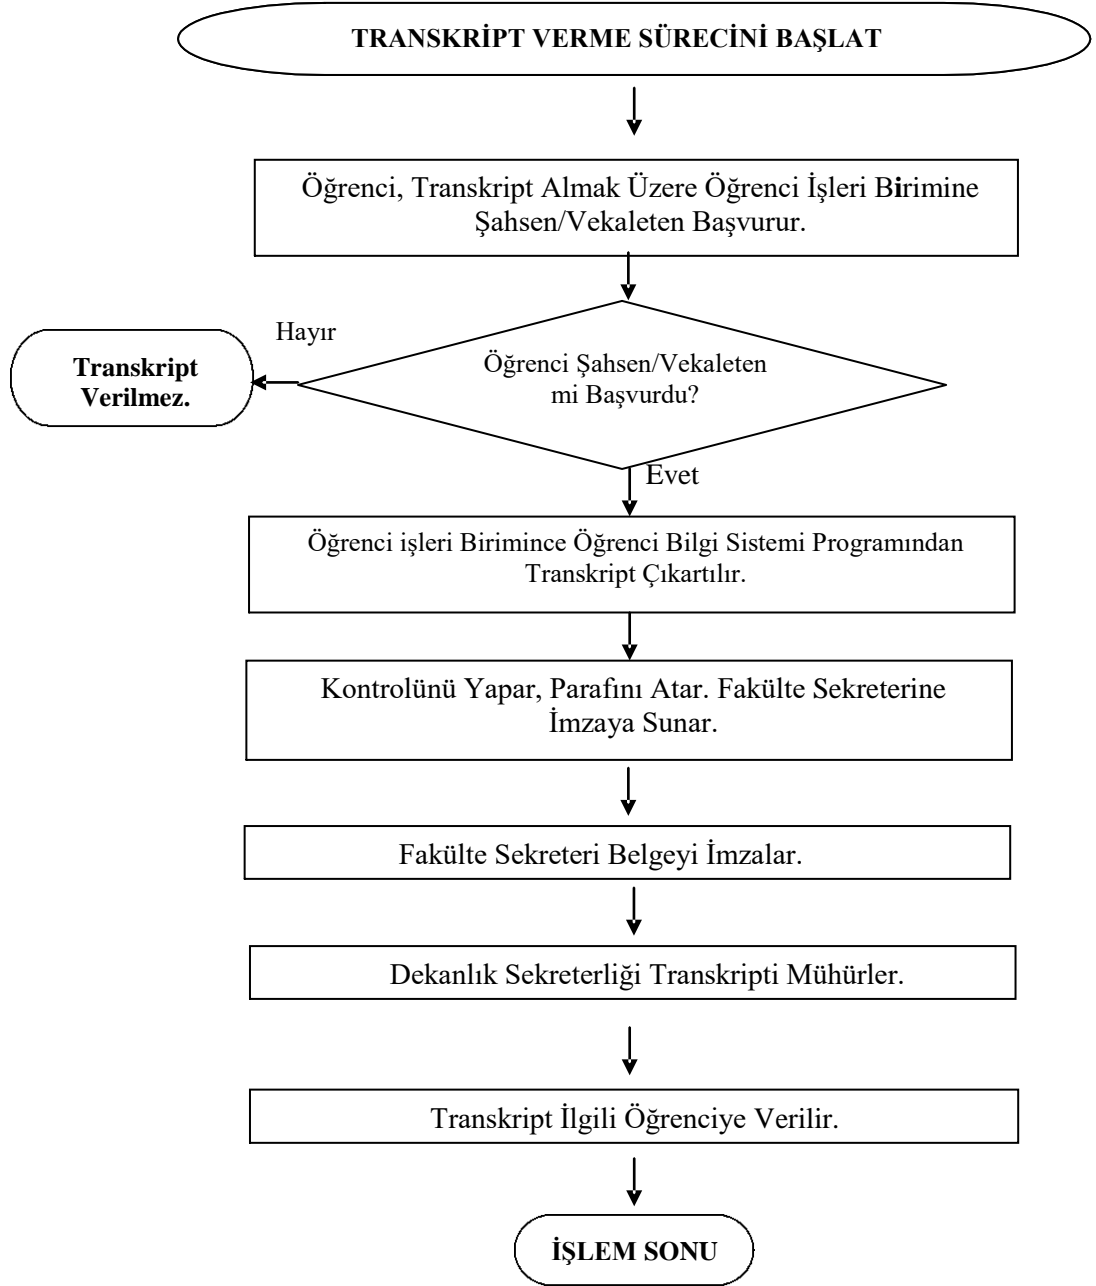 TRANSKRİPT VERME SÜRECİNİ BAŞLAT
Öğrenci, Transkript Almak Üzere Öğrenci İşleri Birimine
Şahsen/Vekaleten Başvurur.
Hayır
Öğrenci Şahsen/Vekaleten
mi Başvurdu?
Transkript
Verilmez.
Evet
Öğrenci işleri Birimince Öğrenci Bilgi Sistemi Programından
Transkript Çıkartılır.
Kontrolünü Yapar, Parafını Atar. Fakülte Sekreterine
İmzaya Sunar.
Fakülte Sekreteri Belgeyi İmzalar.
Dekanlık Sekreterliği Transkripti Mühürler.
Transkript İlgili Öğrenciye Verilir.
İŞLEM SONU